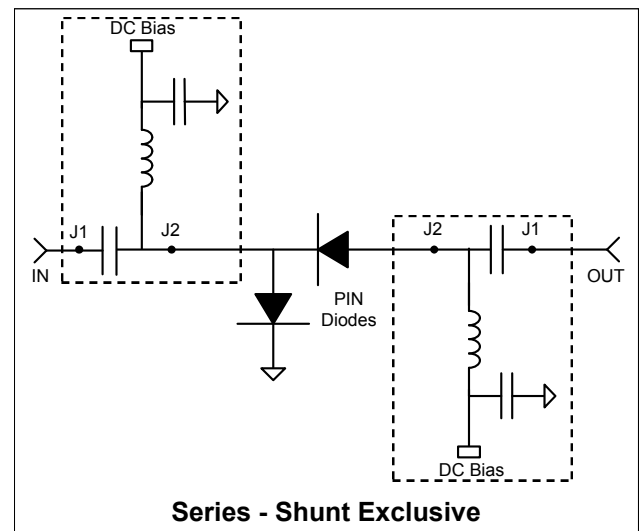 DC Bias
J1
J2
IN
PIN
Diodes
J2
J1
OUT
DC Bias
Series - Shunt Exclusive